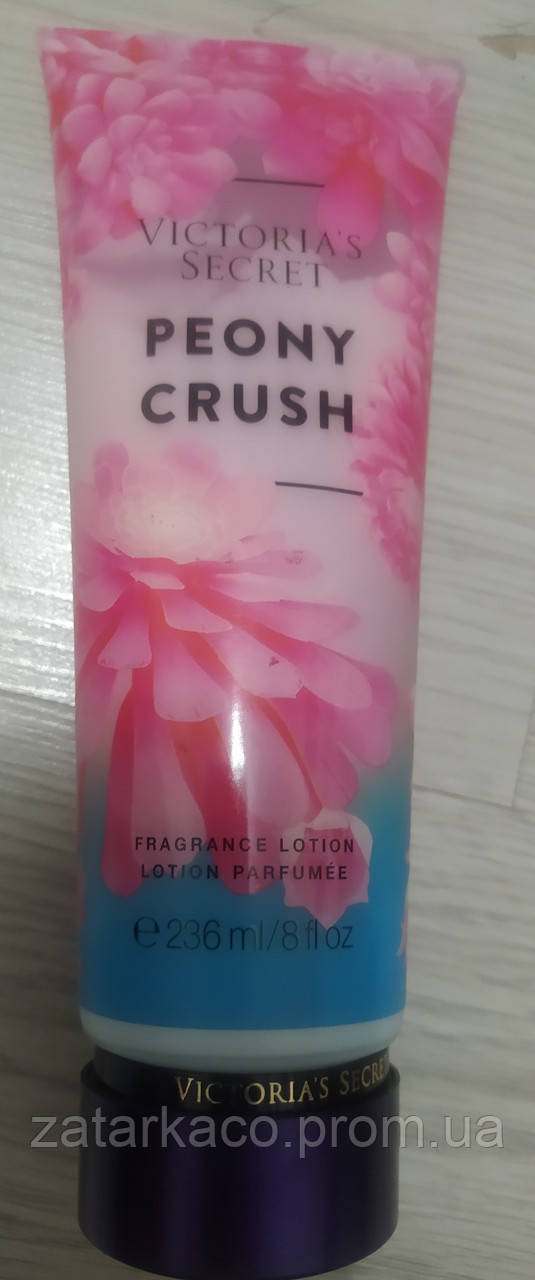 VICTORIA'S
SECRET
PEONY
CRUSH
FRAGRANCE LOTION
LOTION PARFUMÉE
℮ 236 ml/8 fl oz
VICTORIA'S SECRET
zatarkaco.prom.ua